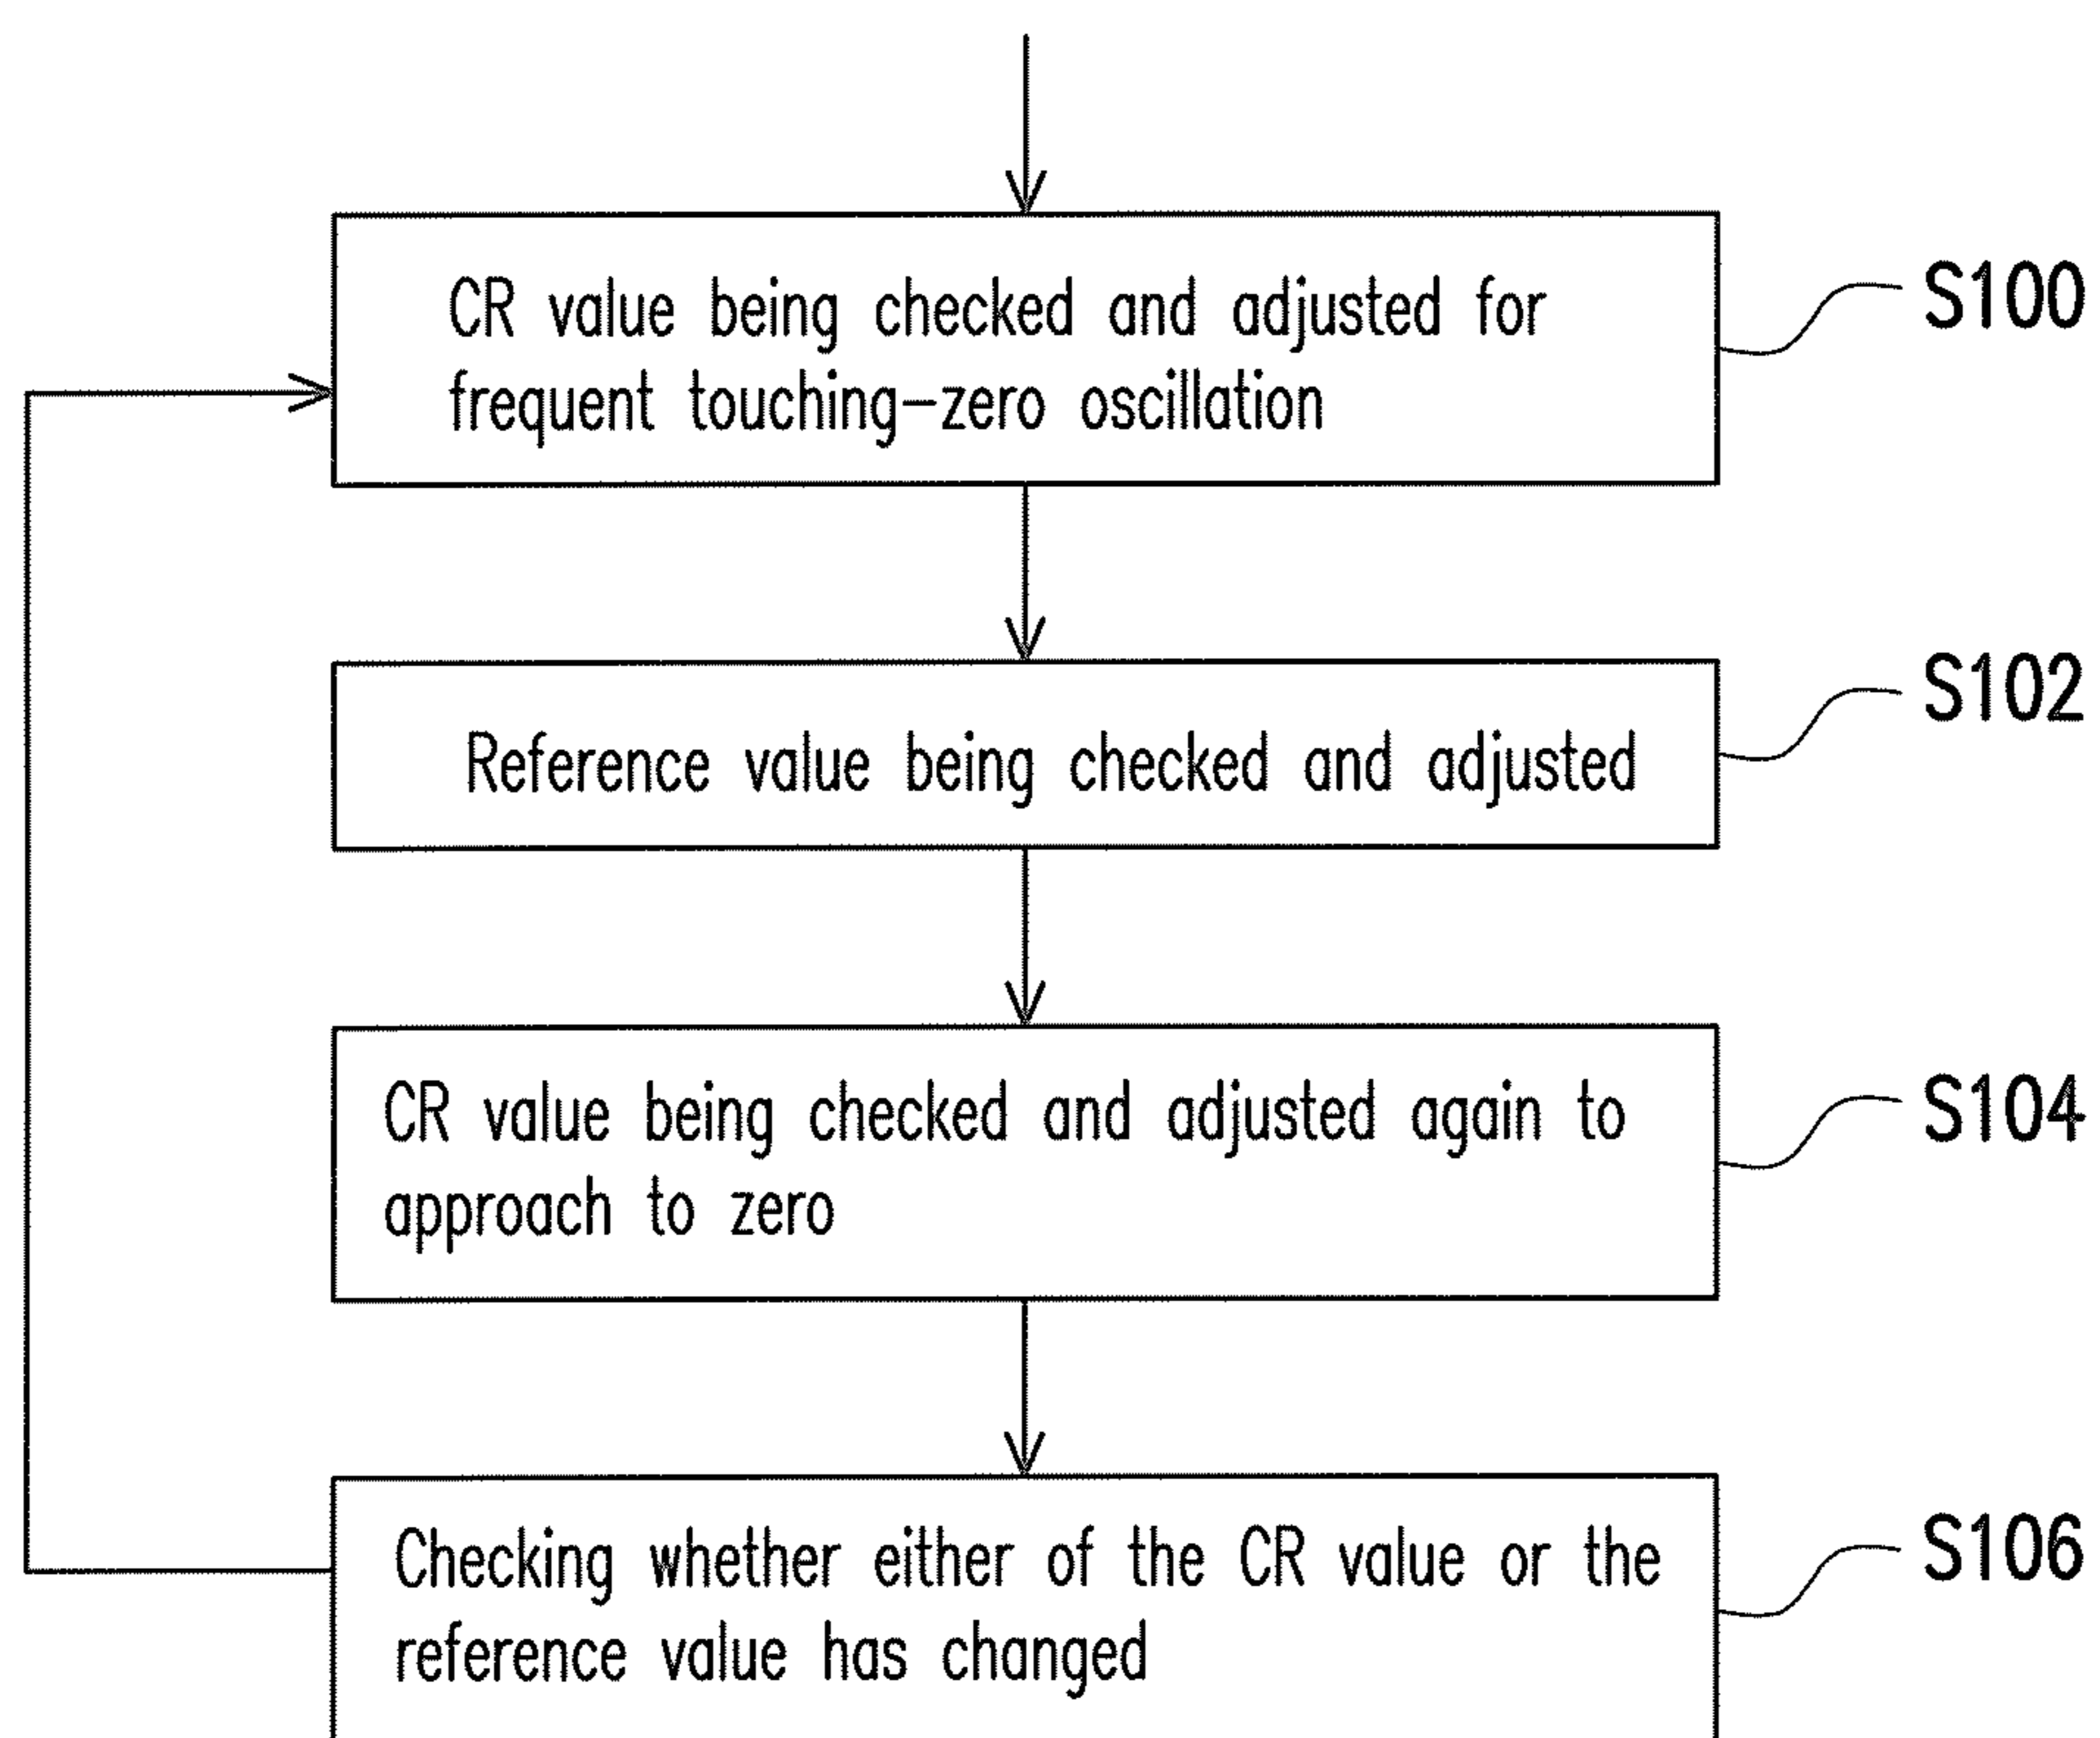 CR value being checked and adjusted for
frequent touching-zero oscillation
S100
Reference value being checked and adjusted
S102
CR value being checked and adjusted again to
approach to zero
S104
Checking whether either of the CR value or the
reference value has changed
S106